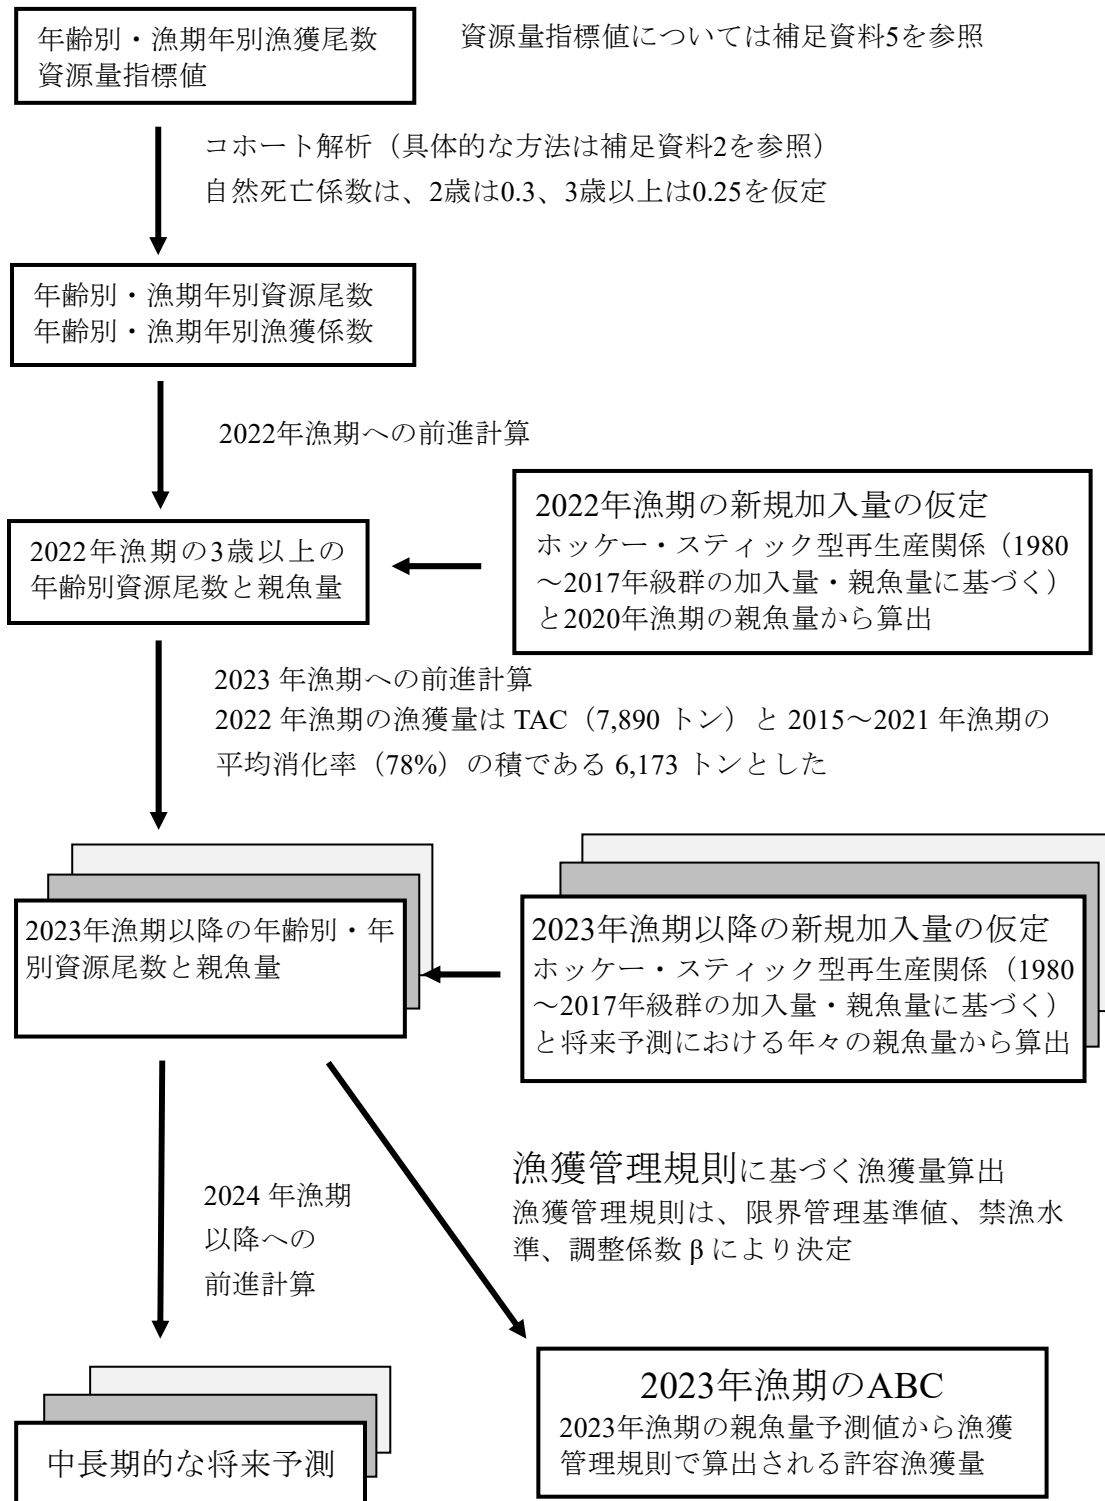 年齢別・漁期年別漁獲尾数
資源量指標値
資源量指標値については補足資料5を参照
コホート解析（具体的な方法は補足資料2を参照）
自然死亡係数は、2歳は0.3、3歳以上は0.25を仮定
年齢別・漁期年別資源尾数
年齢別・漁期年別漁獲係数
2022年漁期への前進計算
2022年漁期の新規加入量の仮定
ホッケー・スティック型再生産関係（1980
～2017年級群の加入量・親魚量に基づく）
と2020年漁期の親魚量から算出
2022年漁期の3歳以上の
年齢別資源尾数と親魚量
2023 年漁期への前進計算
2022 年漁期の漁獲量は TAC（7,890 トン）と 2015～2021 年漁期の
平均消化率（78%）の積である 6,173 トンとした
2023年漁期以降の年齢別・年
別資源尾数と親魚量
2023年漁期以降の新規加入量の仮定
ホッケー・スティック型再生産関係（1980
～2017年級群の加入量・親魚量に基づく）
と将来予測における年々の親魚量から算出
2024 年漁期
以降への
前進計算
漁獲管理規則に基づく漁獲量算出
漁獲管理規則は、限界管理基準値、禁漁水
準、調整係数 β により決定
中長期的な将来予測
2023年漁期のABC
2023年漁期の親魚量予測値から漁獲
管理規則で算出される許容漁獲量